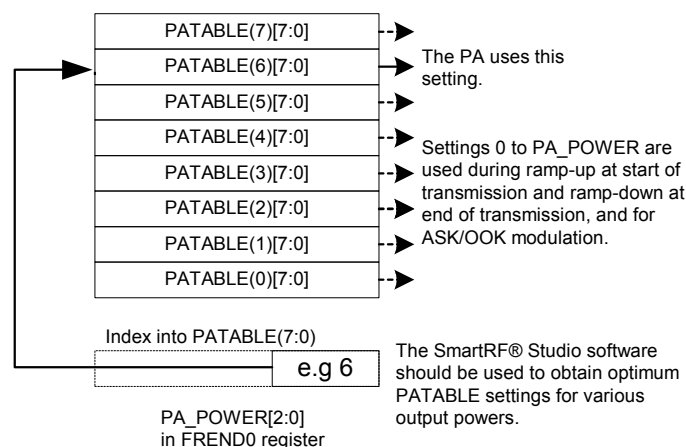 PATABLE(7)[7:0]
PATABLE(6)[7:0]
The PA uses this
setting.
PATABLE(5)[7:0]
PATABLE(4)[7:0]
PATABLE(3)[7:0]
PATABLE(2)[7:0]
PATABLE(1)[7:0]
PATABLE(0)[7:0]
Settings 0 to PA_POWER are
used during ramp-up at start of
transmission and ramp-down at
end of transmission, and for
ASK/OOK modulation.
Index into PATABLE(7:0)
e.g 6
PA_POWER[2:0]
in FREND0 register
The SmartRF® Studio software
should be used to obtain optimum
PATABLE settings for various
output powers.